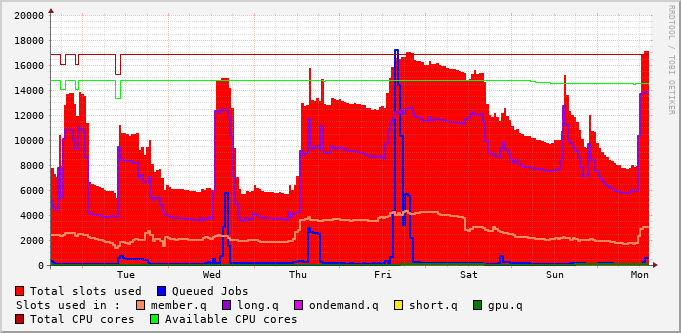 RRDTOOL / TOBI OETIKER
20000
18000
16000
14000
12000
10000
8000
6000
4000
2000
0
Tue Wed Thu Fri Sat Sun Mon
Total slots used Queued Jobs
Slots used in : member.q long.q ondemand.q short.q gpu.q
Total CPU cores Available CPU cores